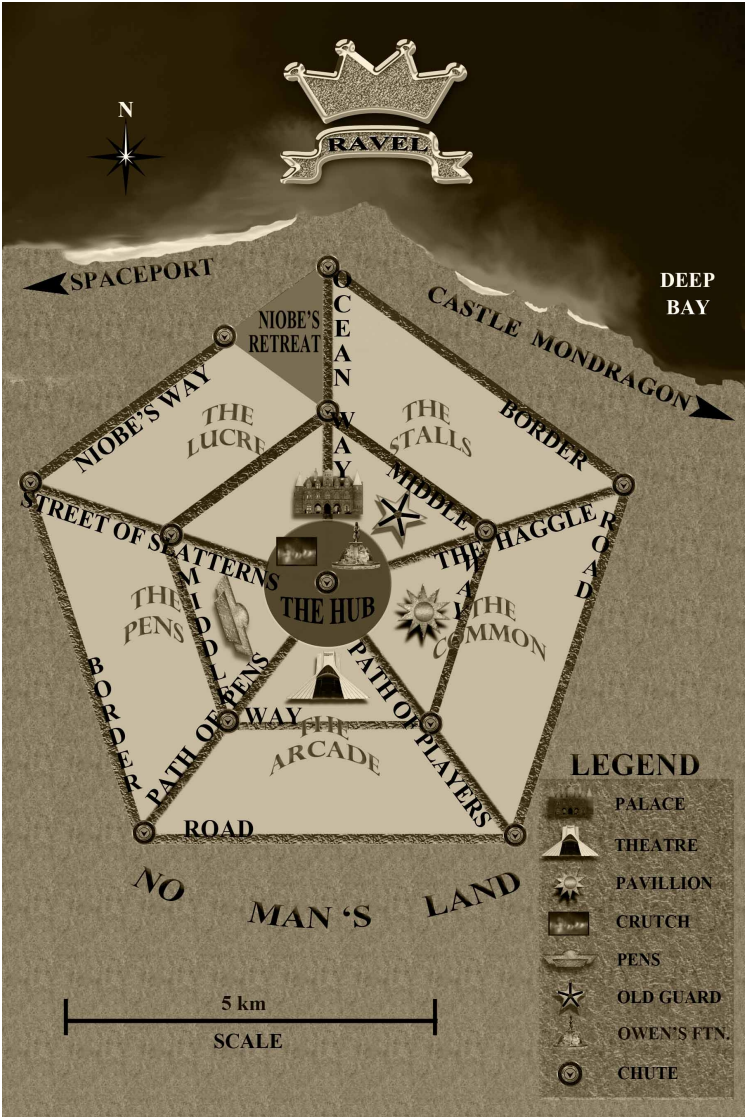 N
RAVEL
SPACEPORT
DEEP
BAY
CASTLE MONDRAGON
NIOBE'S
RETREAT
OCEAN WAY
NIOBE'S WAY
THE
LUCRE
THE
STALLS
BORDER
ROAD
MIDDLE
WAY
STREET OF SLATTERNS
THE HAGGLE
THE HUB
THE
PENS
MIDDLE
WAY
THE
COMMON
BORDER
ROAD
PATH OF PENS
PATH OF PLAYERS
THE
ARCADE
NO MAN'S LAND
5 km
SCALE
LEGEND
PALACE
THEATRE
PAVILLION
CRUTCH
PENS
OLD GUARD
OWEN'S FTN.
CHUTE